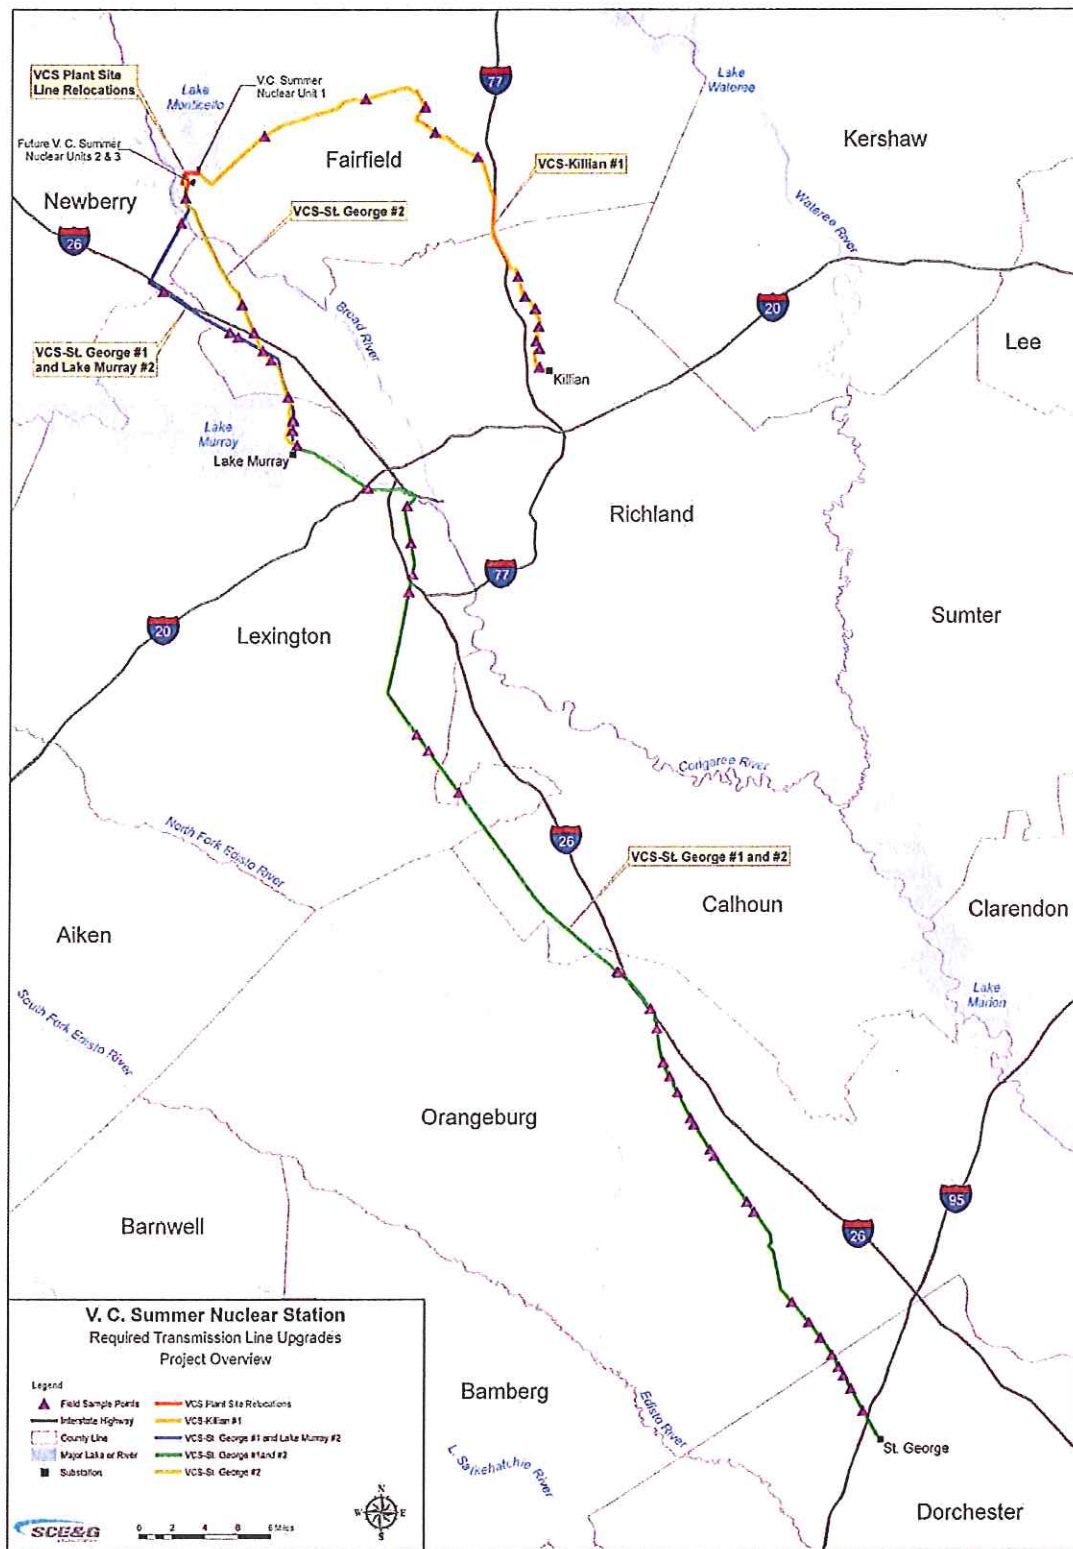 VCS Plant Site
Line Relocations
Lake
Monticello
V.C. Summer
Nuclear Unit 1
77
Lake
Wateree
Kershaw
Future V. C. Summer
Nuclear Units 2 & 3
Fairfield
VCS-Killian #1
Newberry
VCS-St. George #2
Wateree River
26
20
Broad River
Lee
VCS-St. George #1
and Lake Murray #2
Killian
Lake
Murray
Lake Murray
Richland
77
Sumter
20
Lexington
Congaree River
North Fork Edisto River
26
VCS-St. George #1 and #2
Calhoun
Clarendon
Aiken
South Fork Edisto River
Lake
Marion
Orangeburg
95
Barnwell
26
V. C. Summer Nuclear Station
Required Transmission Line Upgrades
Project Overview
Legend
Field Sample Points
VCS Plant Site Relocations
Interstate Highway
VCS-Killian #1
County Line
VCS-St. George #1 and Lake Murray #2
Major Lake or River
VCS-St. George #1 and #2
Substation
VCS-St. George #2
N
W
E
S
SCE&G
0 2 4 6 8 Miles
Bamberg
Edisto River
L. Salkehatchie River
St. George
Dorchester